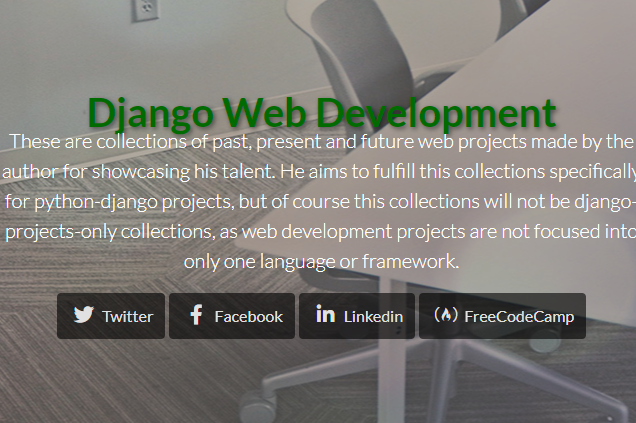 Django Web Development
These are collections of past, present and future web projects made by the
author for showcasing his talent. He aims to fulfill this collections specifically
for python-django projects, but of course this collections will not be django-
projects-only collections, as web development projects are not focused into
only one language or framework.
Twitter Facebook Linkedin FreeCodeCamp